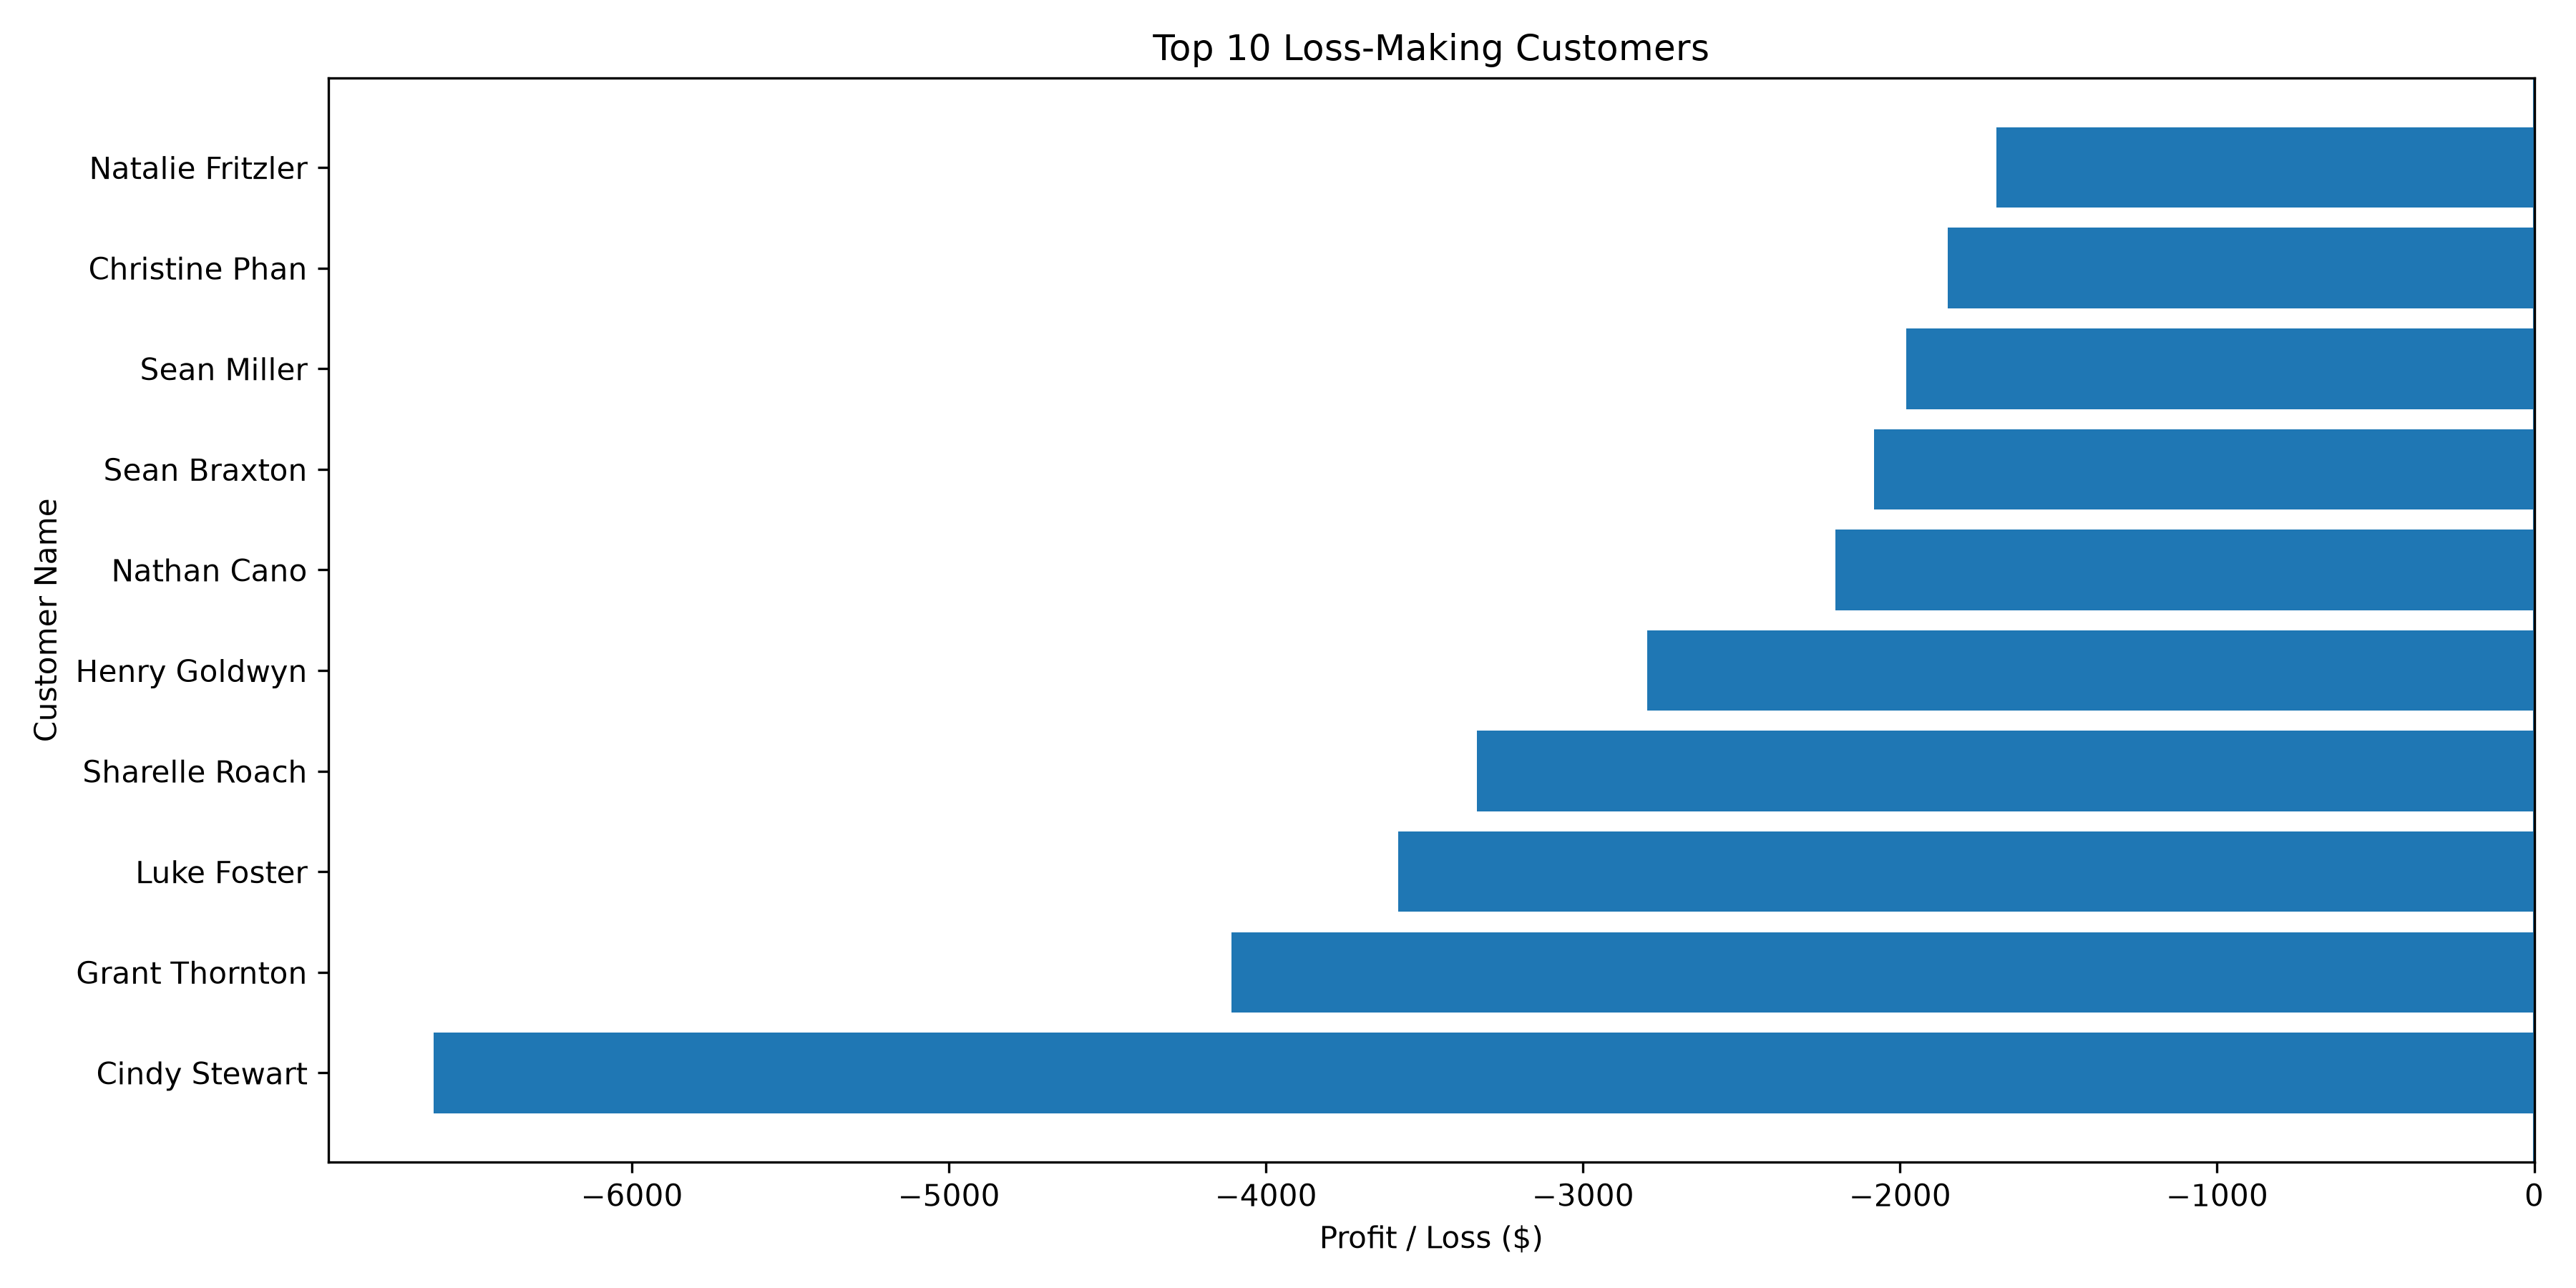 Top 10 Loss-Making Customers
Customer Name
Natalie Fritzler
Christine Phan
Sean Miller
Sean Braxton
Nathan Cano
Henry Goldwyn
Sharelle Roach
Luke Foster
Grant Thornton
Cindy Stewart
−6000 −5000 −4000 −3000 −2000 −1000 0
Profit / Loss ($)